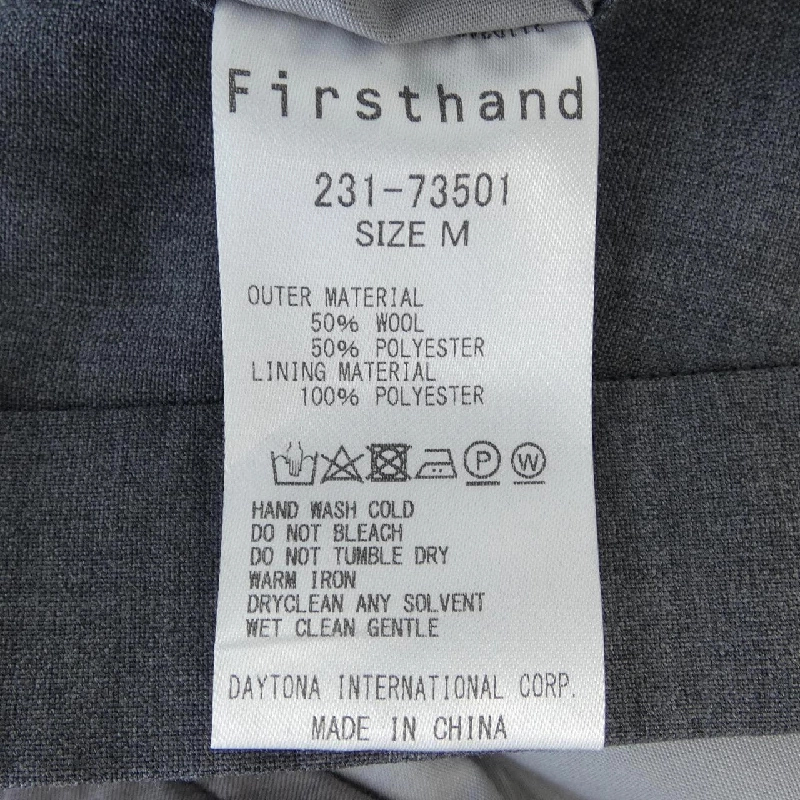 Firsthand
231-73501
SIZE M
OUTER MATERIAL
50% WOOL
50% POLYESTER
LINING MATERIAL
100% POLYESTER
P W
HAND WASH COLD
DO NOT BLEACH
DO NOT TUMBLE DRY
WARM IRON
DRYCLEAN ANY SOLVENT
WET CLEAN GENTLE
DAYTONA INTERNATIONAL CORP.
MADE IN CHINA